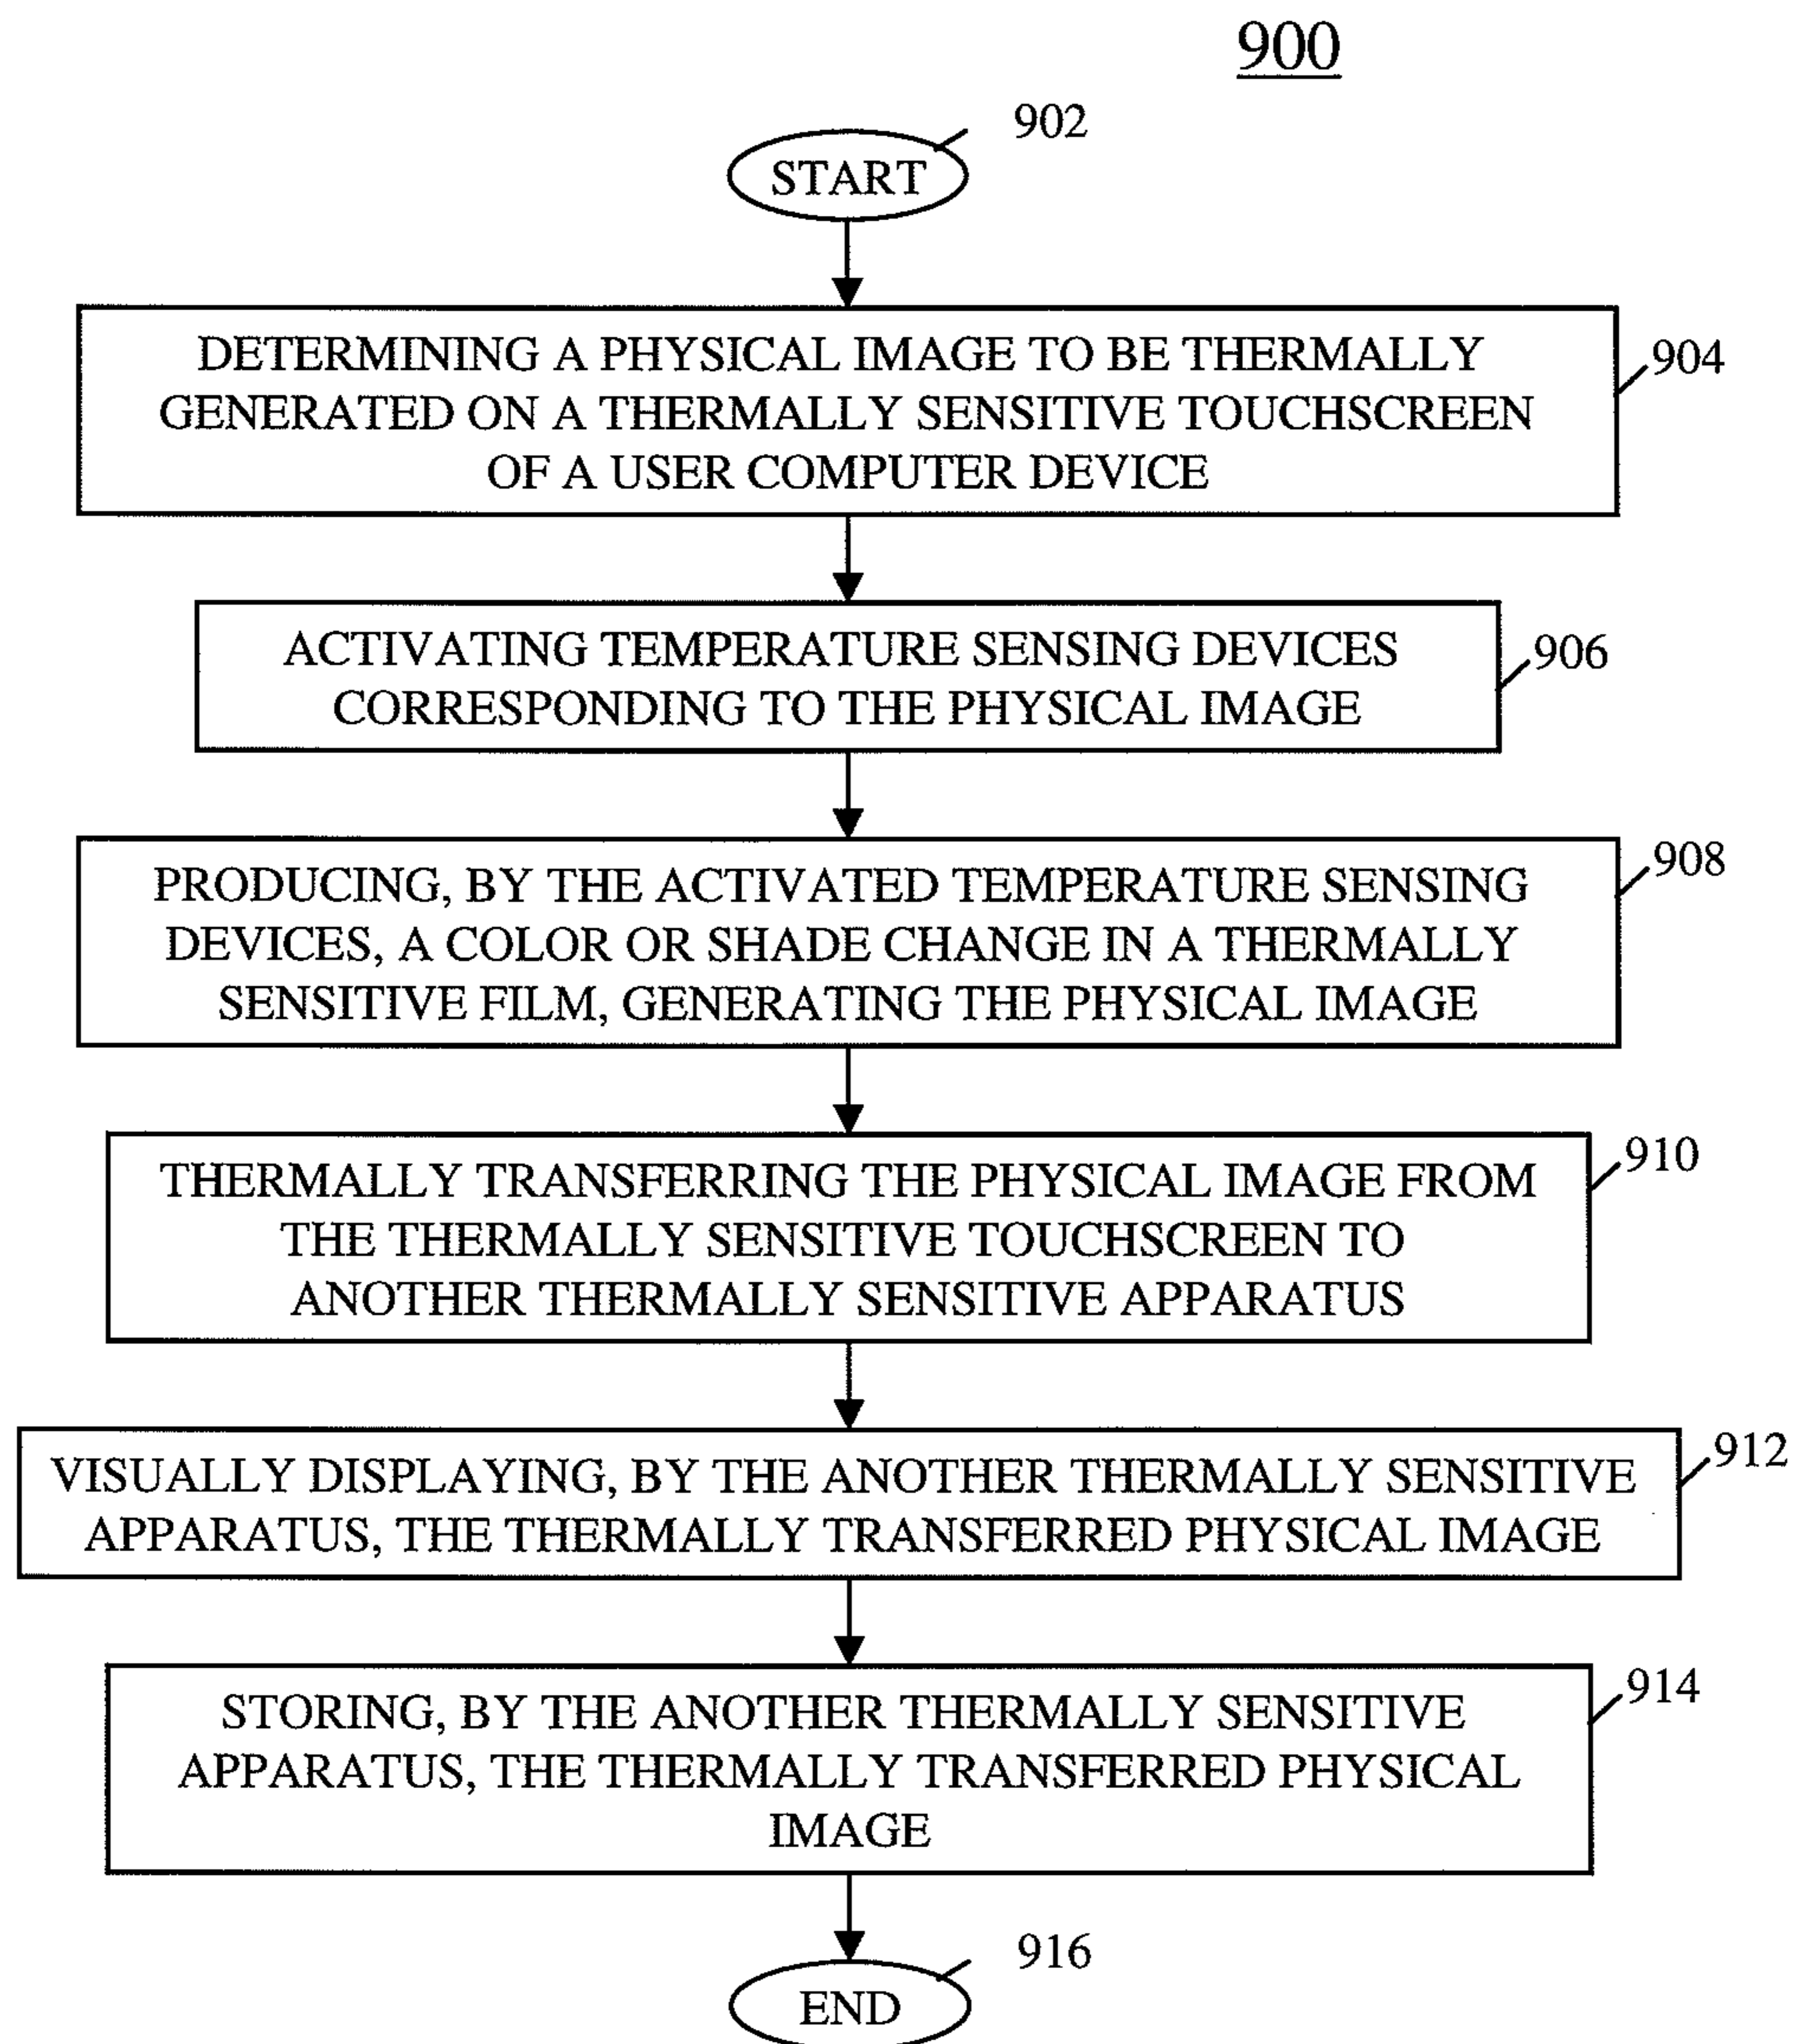 900
902
START
DETERMINING A PHYSICAL IMAGE TO BE THERMALLY
GENERATED ON A THERMALLY SENSITIVE TOUCHSCREEN
OF A USER COMPUTER DEVICE
904
ACTIVATING TEMPERATURE SENSING DEVICES
CORRESPONDING TO THE PHYSICAL IMAGE
906
PRODUCING, BY THE ACTIVATED TEMPERATURE SENSING
DEVICES, A COLOR OR SHADE CHANGE IN A THERMALLY
SENSITIVE FILM, GENERATING THE PHYSICAL IMAGE
908
THERMALLY TRANSFERRING THE PHYSICAL IMAGE FROM
THE THERMALLY SENSITIVE TOUCHSCREEN TO
ANOTHER THERMALLY SENSITIVE APPARATUS
910
VISUALLY DISPLAYING, BY THE ANOTHER THERMALLY SENSITIVE
APPARATUS, THE THERMALLY TRANSFERRED PHYSICAL IMAGE
912
STORING, BY THE ANOTHER THERMALLY SENSITIVE
APPARATUS, THE THERMALLY TRANSFERRED PHYSICAL
IMAGE
914
916
END